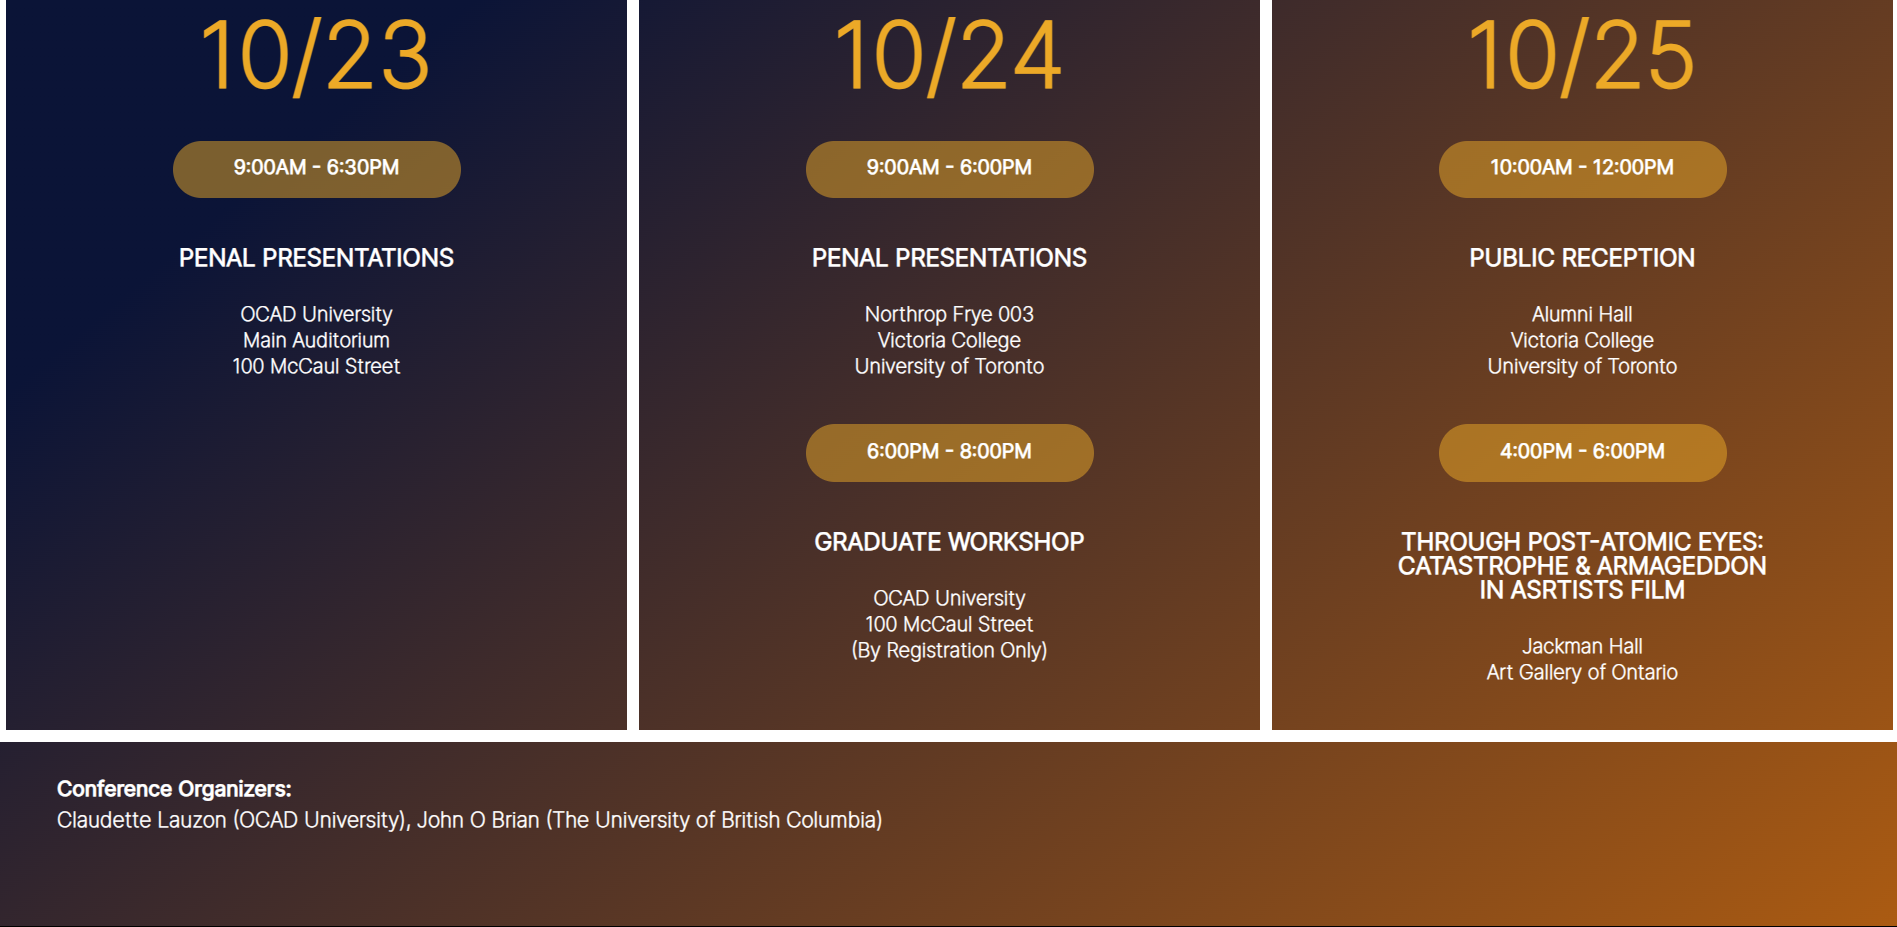 10/23
9:00AM - 6:30PM
PENAL PRESENTATIONS
OCAD University
Main Auditorium
100 McCaul Street
10/24
9:00AM - 6:00PM
PENAL PRESENTATIONS
Northrop Frye 003
Victoria College
University of Toronto
6:00PM - 8:00PM
GRADUATE WORKSHOP
OCAD University
100 McCaul Street
(By Registration Only)
10/25
10:00AM - 12:00PM
PUBLIC RECEPTION
Alumni Hall
Victoria College
University of Toronto
4:00PM - 6:00PM
THROUGH POST-ATOMIC EYES:
CATASTROPHE & ARMAGEDDON
IN ASRTISTS FILM
Jackman Hall
Art Gallery of Ontario
Conference Organizers:
Claudette Lauzon (OCAD University), John O Brian (The University of British Columbia)